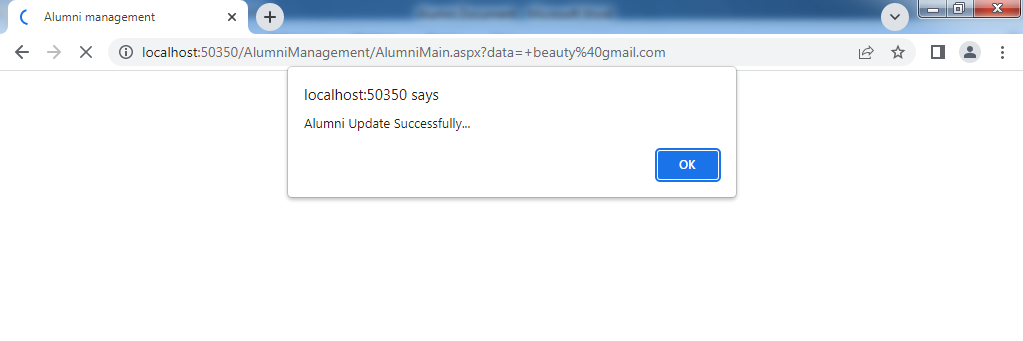 Alumni management
localhost:50350/AlumniManagement/AlumniMain.aspx?data=+beauty%40gmail.com
localhost:50350 says
Alumni Update Successfully...
OK